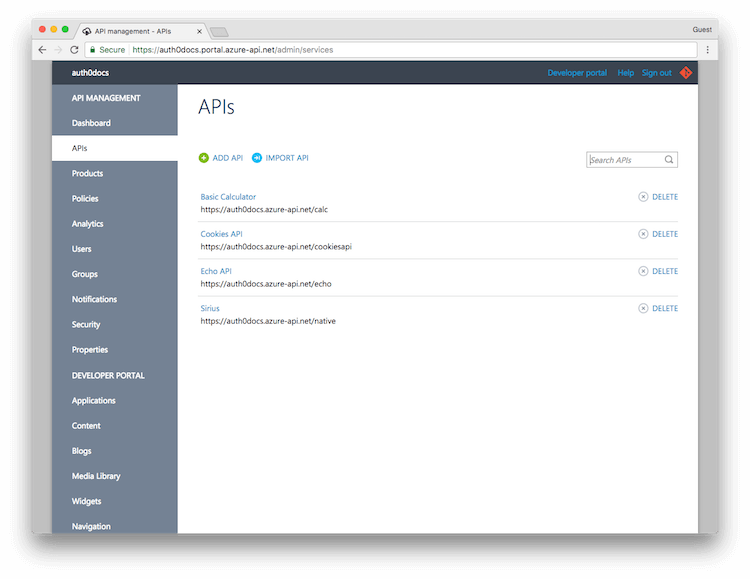 API management - APIs
Guest
Secure https://auth0docs.portal.azure-api.net/admin/services
auth0docs
Developer portal Help Sign out
API MANAGEMENT
Dashboard
APIs
Products
Policies
Analytics
Users
Groups
Notifications
Security
Properties
DEVELOPER PORTAL
Applications
Content
Blogs
Media Library
Widgets
Navigation
APIs
ADD API IMPORT API
Search APIs
Basic Calculator DELETE
https://auth0docs.azure-api.net/calc
Cookies API DELETE
https://auth0docs.azure-api.net/cookiesapi
Echo API DELETE
https://auth0docs.azure-api.net/echo
Sirius DELETE
https://auth0docs.azure-api.net/native